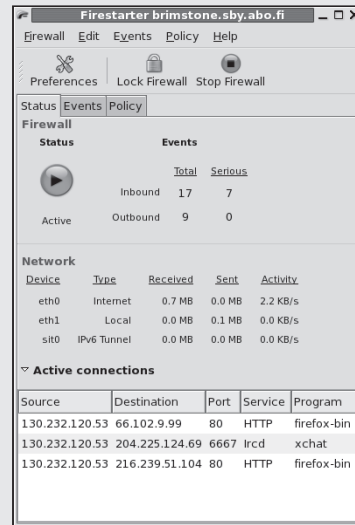 Firestarter brimstone.sby.abo.fi
Firewall Edit Events Policy Help
Preferences Lock Firewall Stop Firewall
Status Events Policy
Firewall
Status Events
Total Serious
Inbound 17 7
Outbound 9 0
Active
Network
Device Type Received Sent Activity
eth0 Internet 0.7 MB 0.0 MB 2.2 KB/s
eth1 Local 0.0 MB 0.1 MB 0.0 KB/s
sit0 IPv6 Tunnel 0.0 MB 0.0 MB 0.0 KB/s
Active connections
Source Destination Port Service Program
130.232.120.53 66.102.9.99 80 HTTP firefox-bin
130.232.120.53 204.225.124.69 6667 Ircd xchat
130.232.120.53 216.239.51.104 80 HTTP firefox-bin